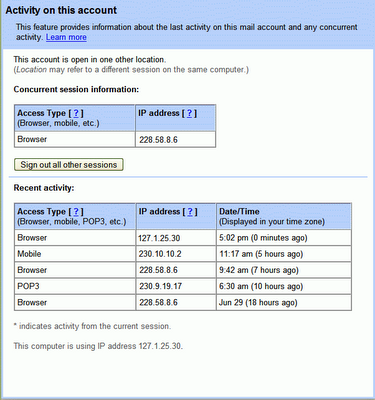 Activity on this account
This feature provides information about the last activity on this mail account and any concurrent
activity. Learn more
This account is open in one other location.
(Location may refer to a different session on the same computer.)
Concurrent session information:
Access Type [ ? ] IP address [ ? ]
(Browser, mobile, etc.)
Browser 228.58.8.6
Sign out all other sessions
Recent activity:
Access Type [ ? ] IP address [ ? ] Date/Time
(Browser, mobile, POP3, etc.) (Displayed in your time zone)
Browser 127.1.25.30 5:02 pm (0 minutes ago)
Mobile 230.10.10.2 11:17 am (5 hours ago)
Browser 228.58.8.6 9:42 am (7 hours ago)
POP3 230.9.19.17 6:30 am (10 hours ago)
Browser 228.58.8.6 Jun 29 (18 hours ago)
* indicates activity from the current session.
This computer is using IP address 127.1.25.30.